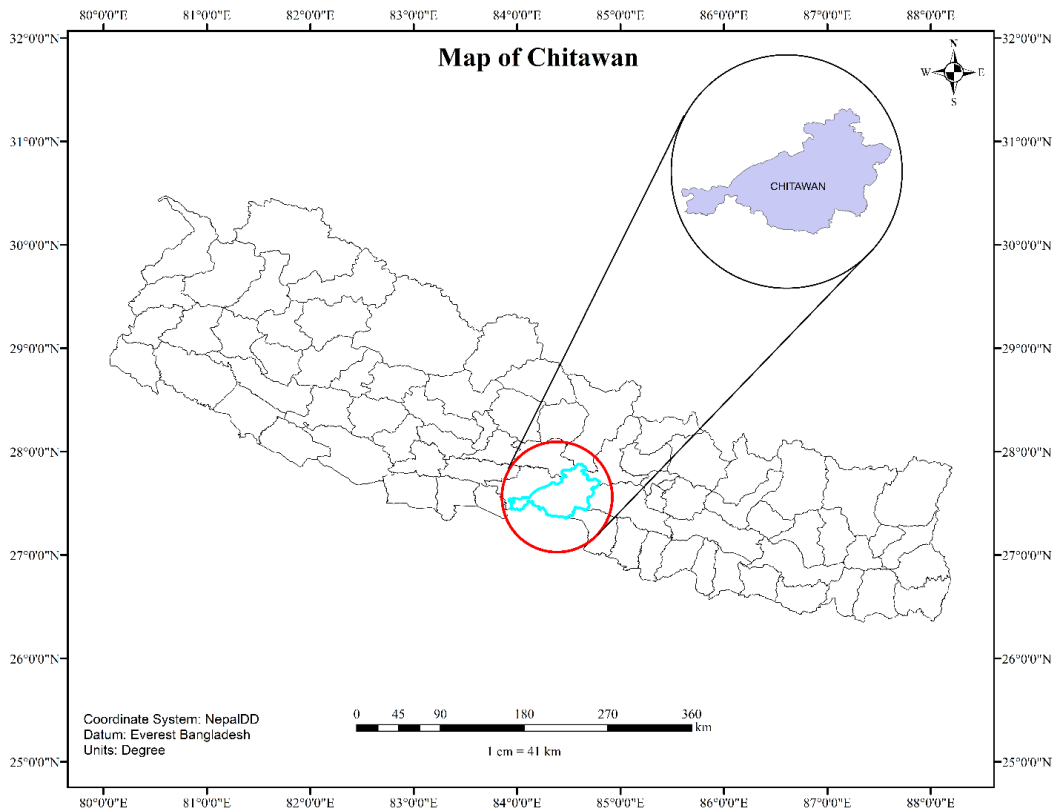 80°0'0"E 81°0'0"E 82°0'0"E 83°0'0"E 84°0'0"E 85°0'0"E 86°0'0"E 87°0'0"E 88°0'0"E
32°0'0"N 32°0'0"N
Map of Chitawan
N
W E
S
31°0'0"N 31°0'0"N
CHITAWAN
30°0'0"N 30°0'0"N
29°0'0"N 29°0'0"N
28°0'0"N 28°0'0"N
27°0'0"N 27°0'0"N
26°0'0"N 26°0'0"N
0 45 90 180 270 360
km
1 cm = 41 km
Coordinate System: NepalDD
Datum: Everest Bangladesh
Units: Degree
25°0'0"N 25°0'0"N
80°0'0"E 81°0'0"E 82°0'0"E 83°0'0"E 84°0'0"E 85°0'0"E 86°0'0"E 87°0'0"E 88°0'0"E